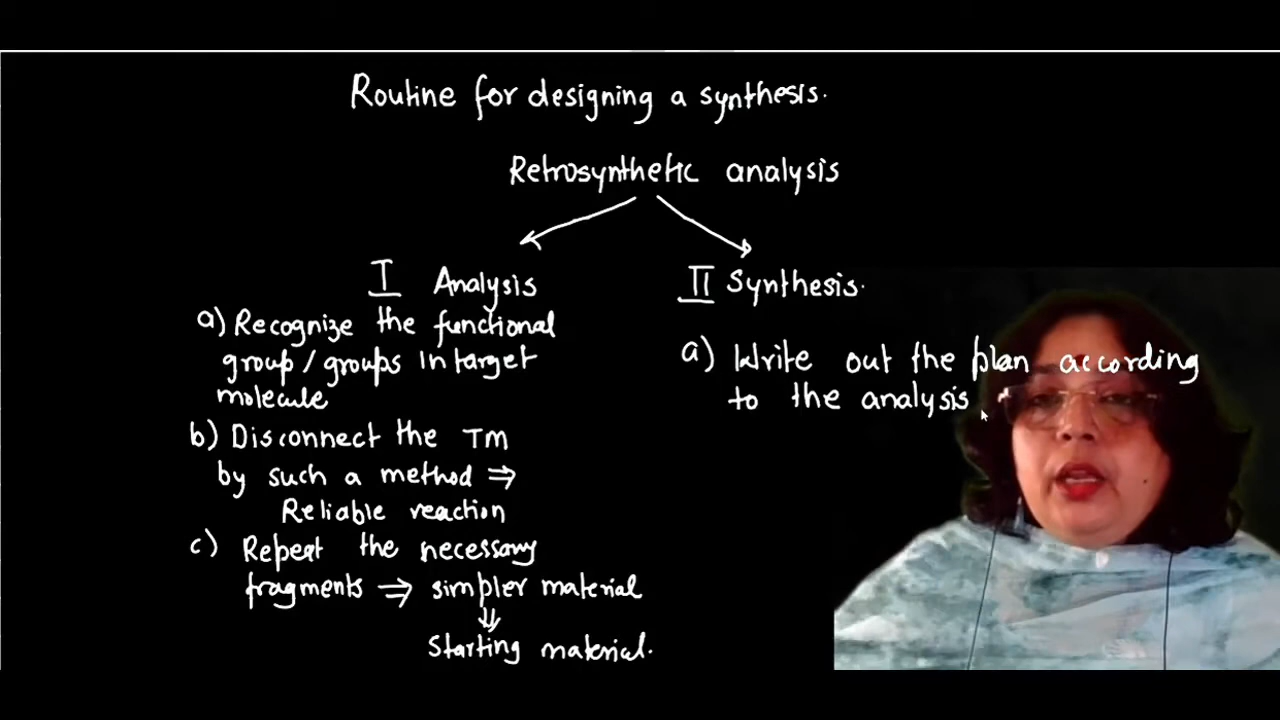 Routine for designing a synthesis.
Retrosynthetic analysis
I Analysis
a) Recognize the functional
group/groups in target
molecule
b) Disconnect the TM
by such a method ⇒
Reliable reaction
c) Repeat the necessary
fragments ⇒ simpler material
⇓
Starting material.
II Synthesis.
a) Write out the plan according
to the analysis